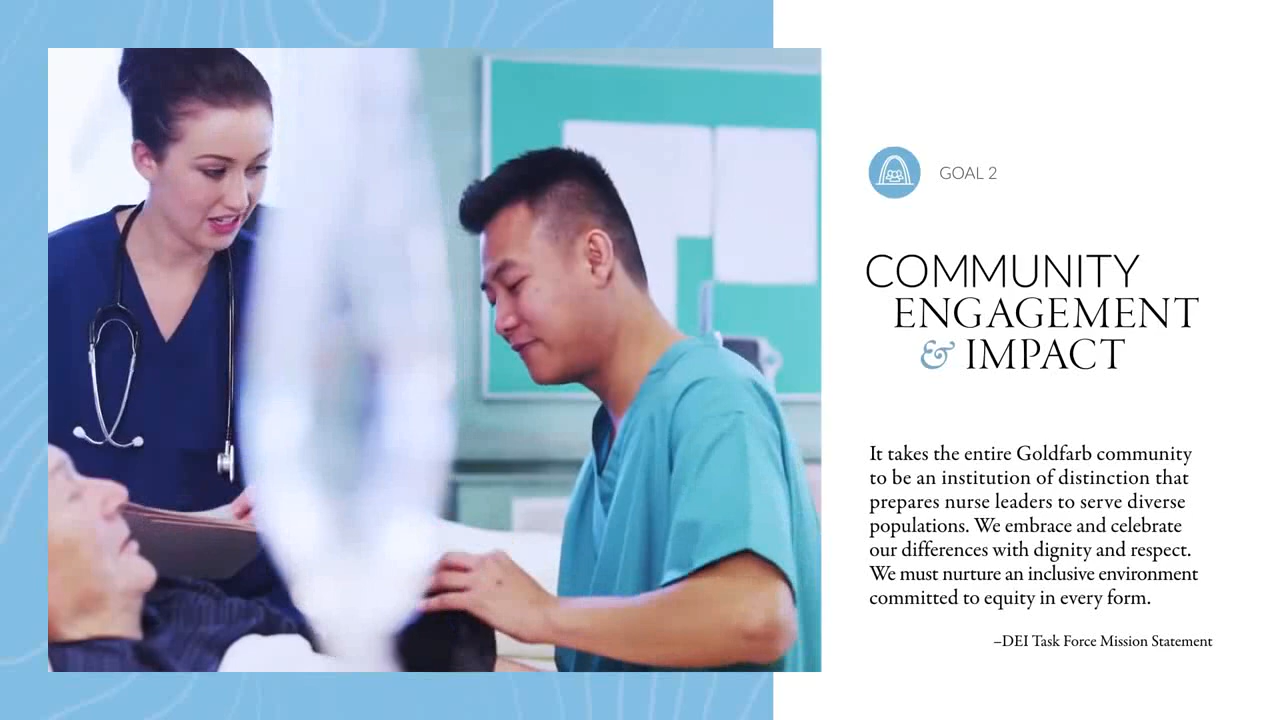 GOAL 2
COMMUNITY
ENGAGEMENT
& IMPACT
It takes the entire Goldfarb community
to be an institution of distinction that
prepares nurse leaders to serve diverse
populations. We embrace and celebrate
our differences with dignity and respect.
We must nurture an inclusive environment
committed to equity in every form.
–DEI Task Force Mission Statement